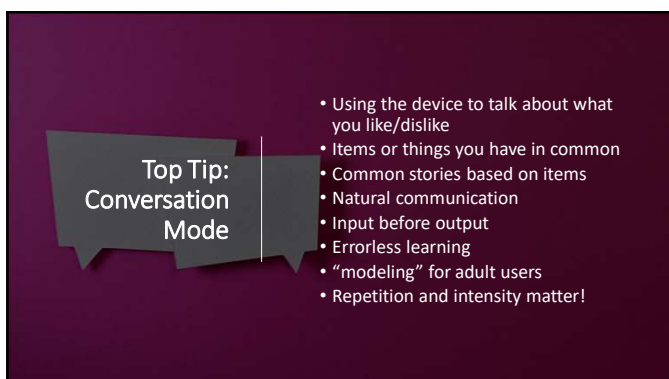 Top Tip:
Conversation
Mode
• Using the device to talk about what
you like/dislike
• Items or things you have in common
• Common stories based on items
• Natural communication
• Input before output
• Errorless learning
• “modeling” for adult users
• Repetition and intensity matter!